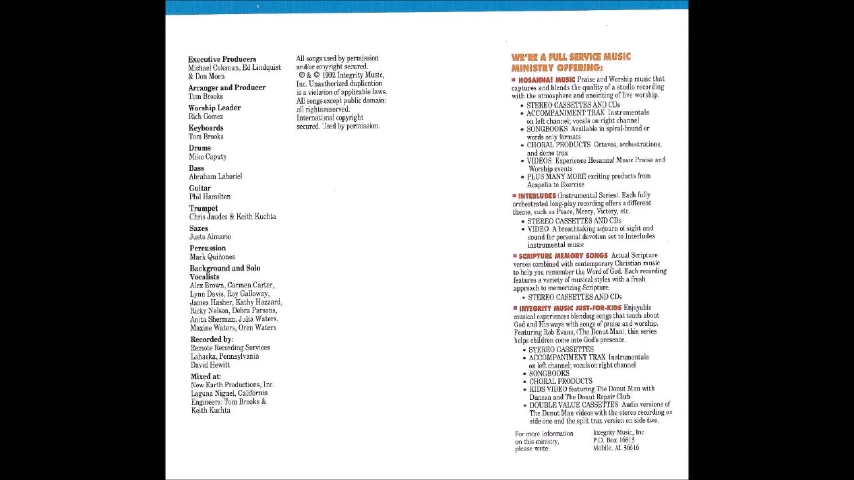 Executive Producers
Michael Coleman, Ed Lindquist
& Don Moen
Arranger and Producer
Tom Brooks
Worship Leader
Rich Gomez
Keyboards
Tom Brooks
Drums
Mike Caputy
Bass
Abraham Laboriel
Guitar
Phil Hamilton
Trumpet
Chris Jaudes & Keith Kuchta
Saxes
Justo Almario
Percussion
Mark Quiñones
Background and Solo
Vocalists
Alex Brown, Carmen Carter,
Lynn Davis, Roy Galloway,
James Hasher, Kathy Hazzard,
Ricky Nelson, Debra Parsons,
Anita Sherman, Julia Waters,
Maxine Waters, Oren Waters
Recorded by:
Remote Recording Services
Lahaska, Pennsylvania
David Hewitt
Mixed at:
New Earth Productions, Inc.
Laguna Niguel, California
Engineers: Tom Brooks &
Keith Kuchta
All songs used by permission
and/or copyright secured.
℗ & © 1992 Integrity Music,
Inc. Unauthorized duplication
is a violation of applicable laws.
All songs except public domain:
all rights reserved.
International copyright
secured. Used by permission.
WE'RE A FULL SERVICE MUSIC
MINISTRY OFFERING:
■ HOSANNA! MUSIC Praise and Worship music that
captures and blends the quality of a studio recording
with the atmosphere and anointing of live worship.
• STEREO CASSETTES AND CDs
• ACCOMPANIMENT TRAX Instrumentals
on left channel; vocals on right channel
• SONGBOOKS Available in spiral-bound or
words only formats
• CHORAL PRODUCTS Octavos, orchestrations,
and demo trax
• VIDEOS Experience Hosanna! Music Praise and
Worship events
• PLUS MANY MORE exciting products from
Acapella to Exercise
■ INTERLUDES (Instrumental Series). Each fully
orchestrated long-play recording offers a different
theme, such as Peace, Mercy, Victory, etc.
• STEREO CASSETTES AND CDs
• VIDEO A breathtaking sojourn of sight and
sound for personal devotion set to Interludes
instrumental music
■ SCRIPTURE MEMORY SONGS Actual Scripture
verses combined with contemporary Christian music
to help you remember the Word of God. Each recording
features a variety of musical styles with a fresh
approach to memorizing Scripture.
• STEREO CASSETTES AND CDs
■ INTEGRITY MUSIC JUST-FOR-KIDS Enjoyable
musical experiences blending songs that teach about
God and His ways with songs of praise and worship.
Featuring Rob Evans, (The Donut Man), this series
helps children come into God's presence.
• STEREO CASSETTES
• ACCOMPANIMENT TRAX Instrumentals
on left channel; vocals on right channel
• SONGBOOKS
• CHORAL PRODUCTS
• KIDS VIDEO featuring The Donut Man with
Duncan and The Donut Repair Club
• DOUBLE VALUE CASSETTES Audio versions of
The Donut Man videos with the stereo recording on
side one and the split trax version on side two.
For more information
on this ministry,
please write
Integrity Music, Inc.
P.O. Box 16813
Mobile, AL 36616